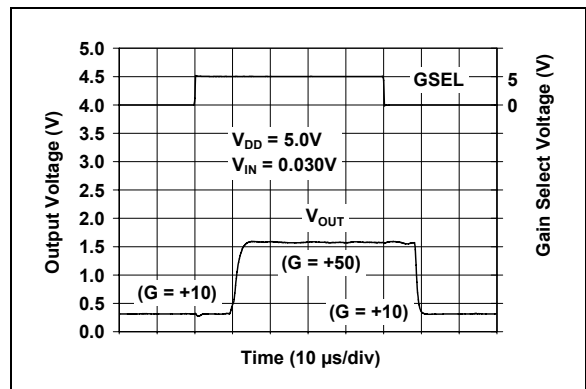 Output Voltage (V)
5.0
4.5
4.0
3.5
3.0
2.5
2.0
1.5
1.0
0.5
0.0
GSEL
5
0
Gain Select Voltage (V)
V_DD = 5.0V
V_IN = 0.030V
V_OUT
(G = +50)
(G = +10)
(G = +10)
Time (10 µs/div)